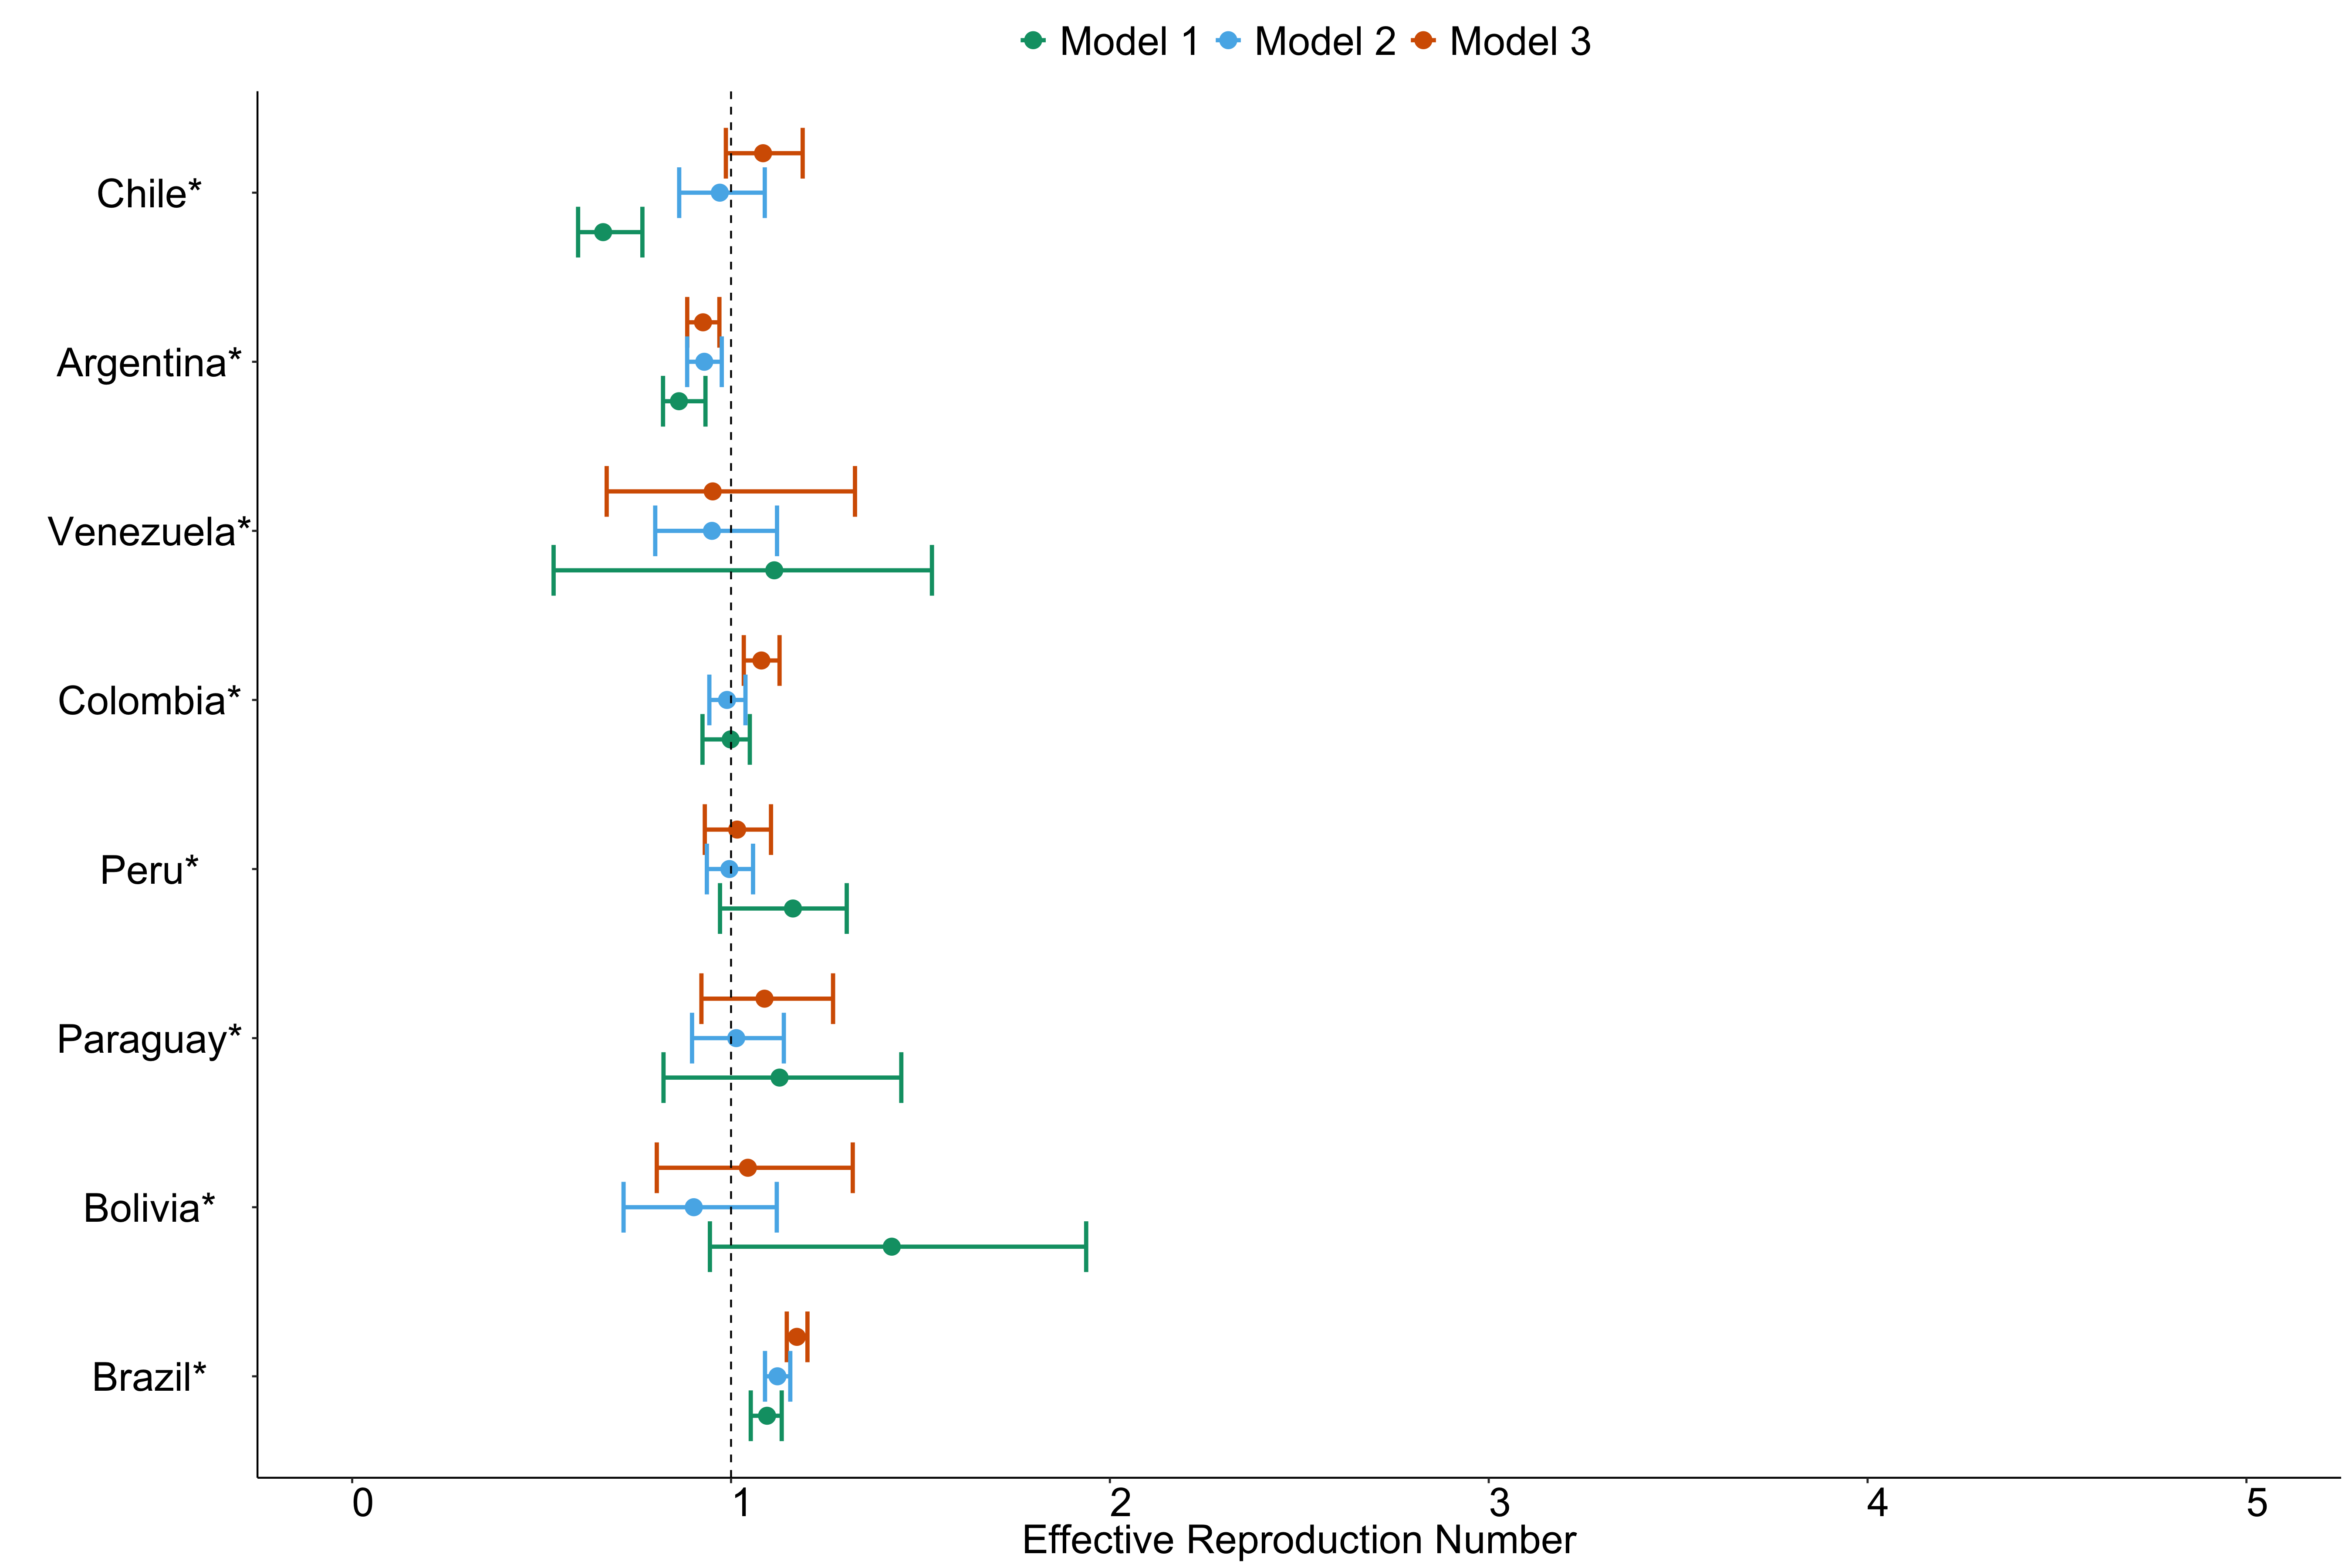 Model 1 Model 2 Model 3
Chile*
Argentina*
Venezuela*
Colombia*
Peru*
Paraguay*
Bolivia*
Brazil*
0 1 2 3 4 5
Effective Reproduction Number